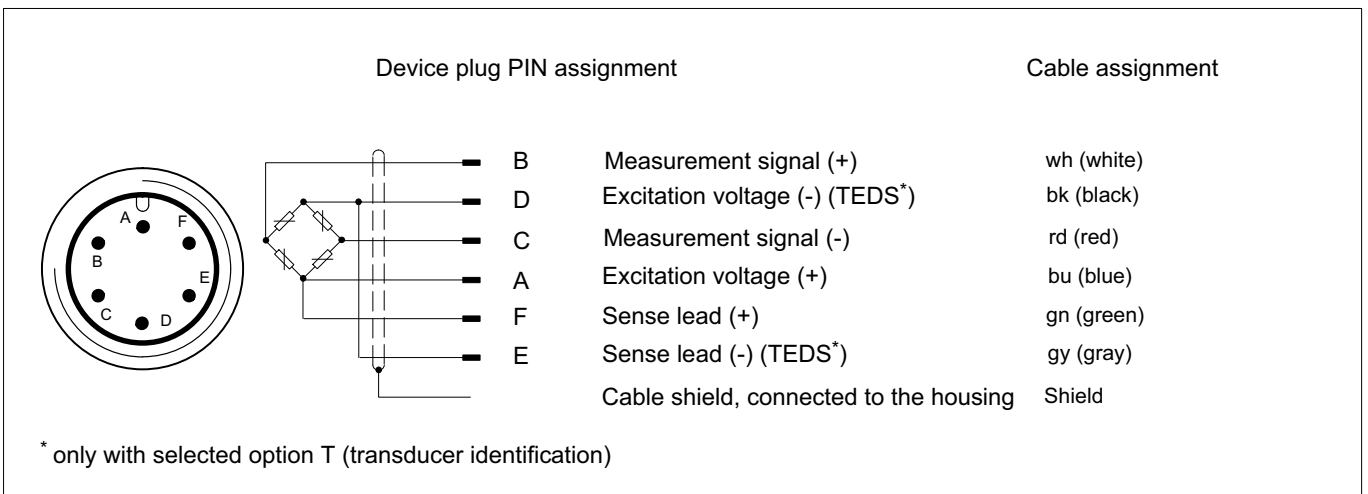 Device plug PIN assignment Cable assignment
B Measurement signal (+) wh (white)
D Excitation voltage (-) (TEDS*) bk (black)
C Measurement signal (-) rd (red)
A Excitation voltage (+) bu (blue)
F Sense lead (+) gn (green)
E Sense lead (-) (TEDS*) gy (gray)
Cable shield, connected to the housing Shield
A F
B
E
C D
* only with selected option T (transducer identification)